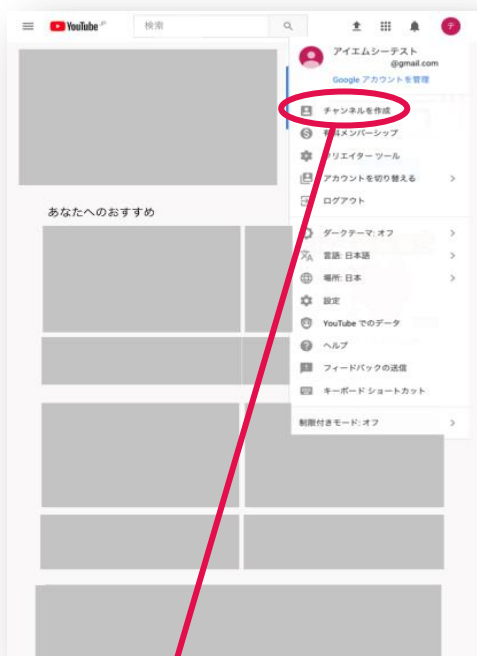 YouTube JP
検索
テ
アイエムシーテスト
@gmail.com
Google アカウントを管理
チャンネルを作成
有料メンバーシップ
クリエイター ツール
アカウントを切り替える
ログアウト
あなたへのおすすめ
ダークテーマ: オフ
言語: 日本語
場所: 日本
設定
YouTube でのデータ
ヘルプ
フィードバックの送信
キーボード ショートカット
制限付きモード: オフ